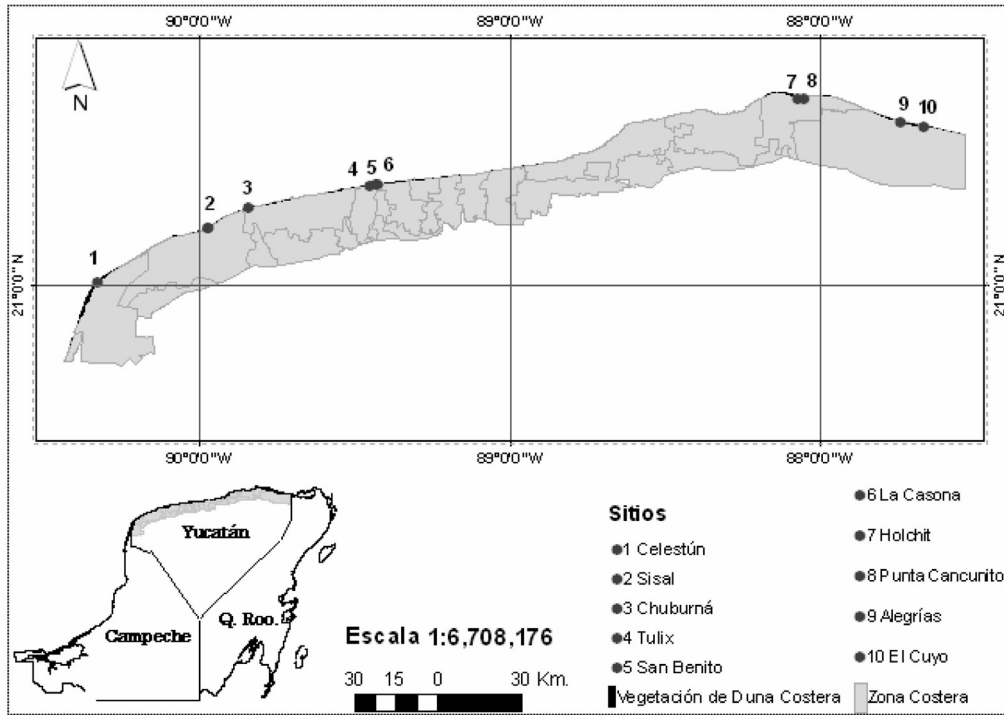 90°0'0"W 89°0'0"W 88°0'0"W
N
1
2
3
4
5
6
7
8
9
10
21°0'0" N
21°0'0" N
90°0'0"W 89°0'0"W 88°0'0"W
Yucatán
Campeche
Q. Roo.
Escala 1:6,708,176
30 15 0 30 Km.
Sitios
1 Celestún
2 Sisal
3 Chuburná
4 Tulix
5 San Benito
Vegetación de Duna Costera
6 La Casona
7 Holchit
8 Punta Cancunito
9 Alegrías
10 El Cuyo
Zona Costera